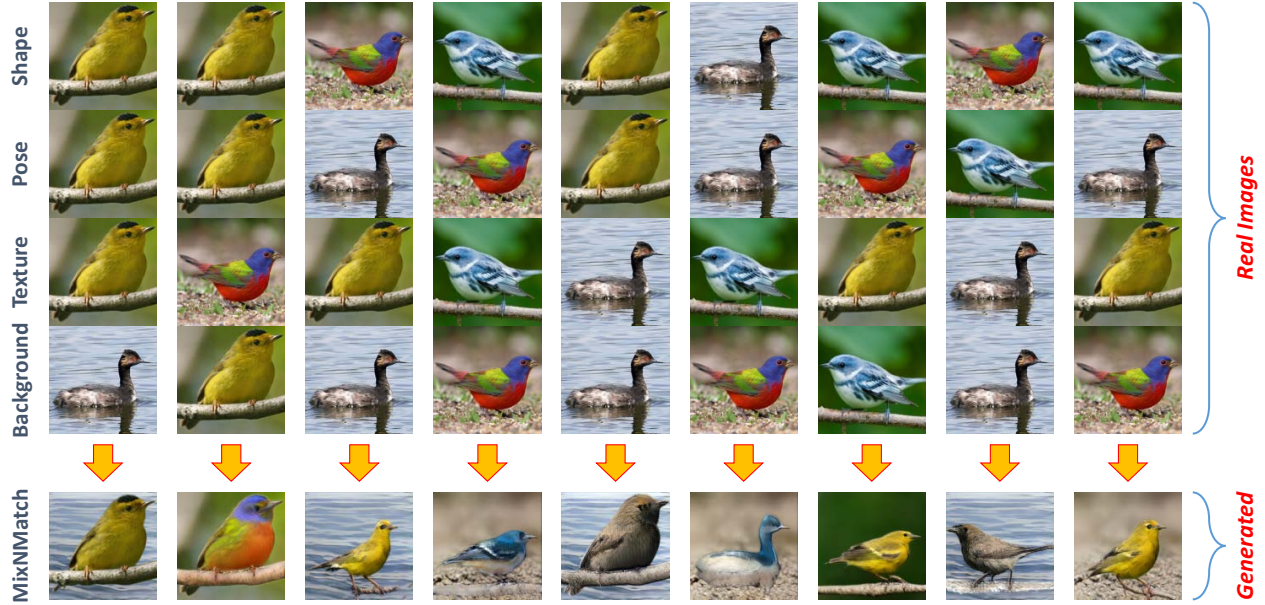 Shape
Pose
Texture
Background
MixNMatch
Real Images
Generated